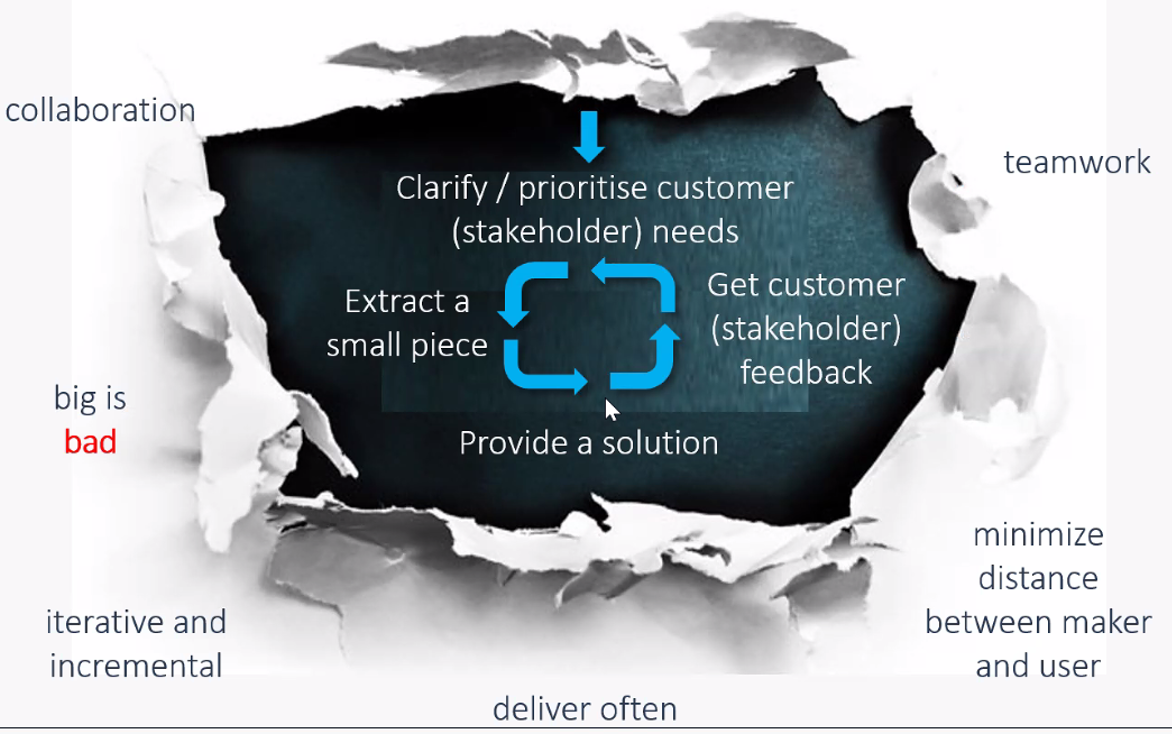 collaboration
teamwork
Clarify / prioritise customer
(stakeholder) needs
Extract a
small piece
Get customer
(stakeholder)
feedback
Provide a solution
big is
bad
minimize
distance
between maker
and user
iterative and
incremental
deliver often